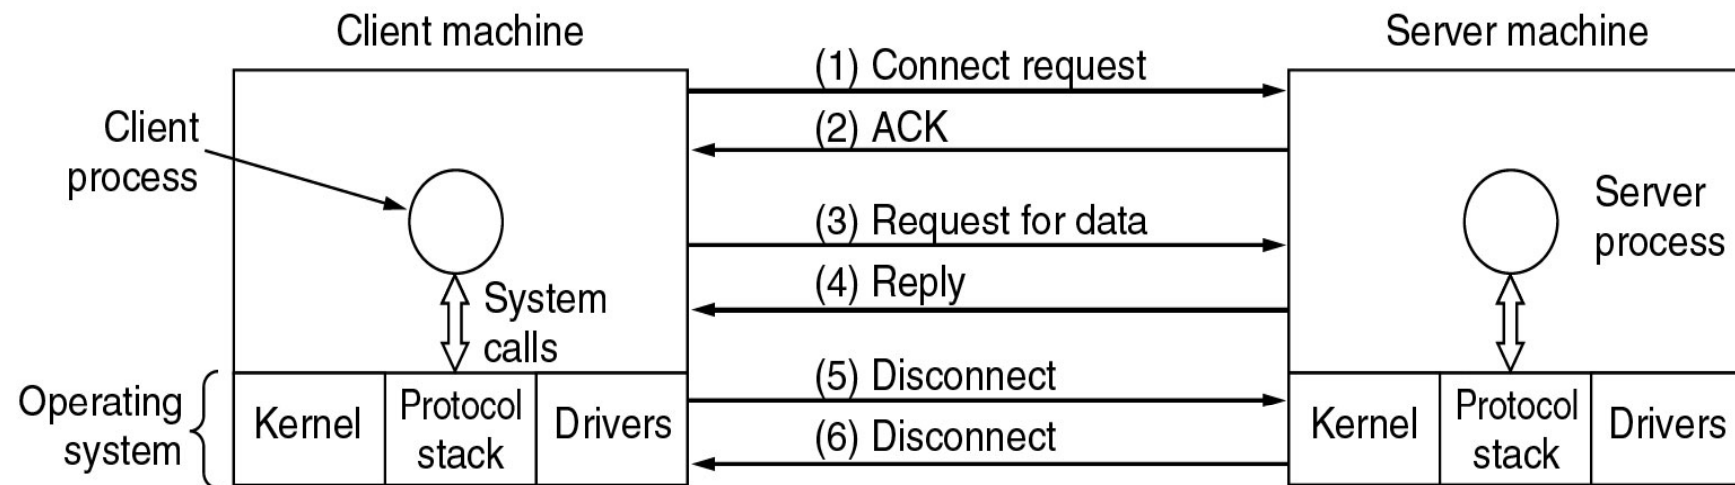 Client machine
Server machine
(1) Connect request
Client
process
(2) ACK
(3) Request for data
Server
process
(4) Reply
System
calls
(5) Disconnect
Operating
system
Kernel
Protocol
stack
Drivers
(6) Disconnect
Kernel
Protocol
stack
Drivers